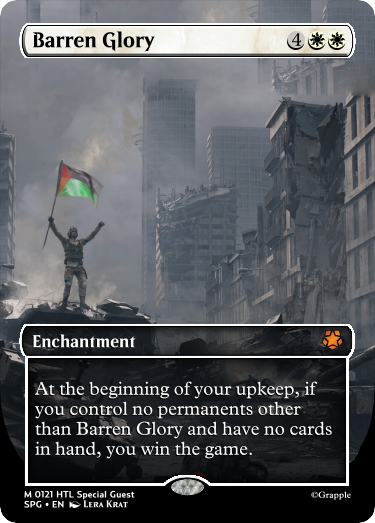 Barren Glory 4
Enchantment
At the beginning of your upkeep, if
you control no permanents other
than Barren Glory and have no cards
in hand, you win the game.
M 0121 HTL Special Guest
SPG • EN Lera Krat
©Grapple